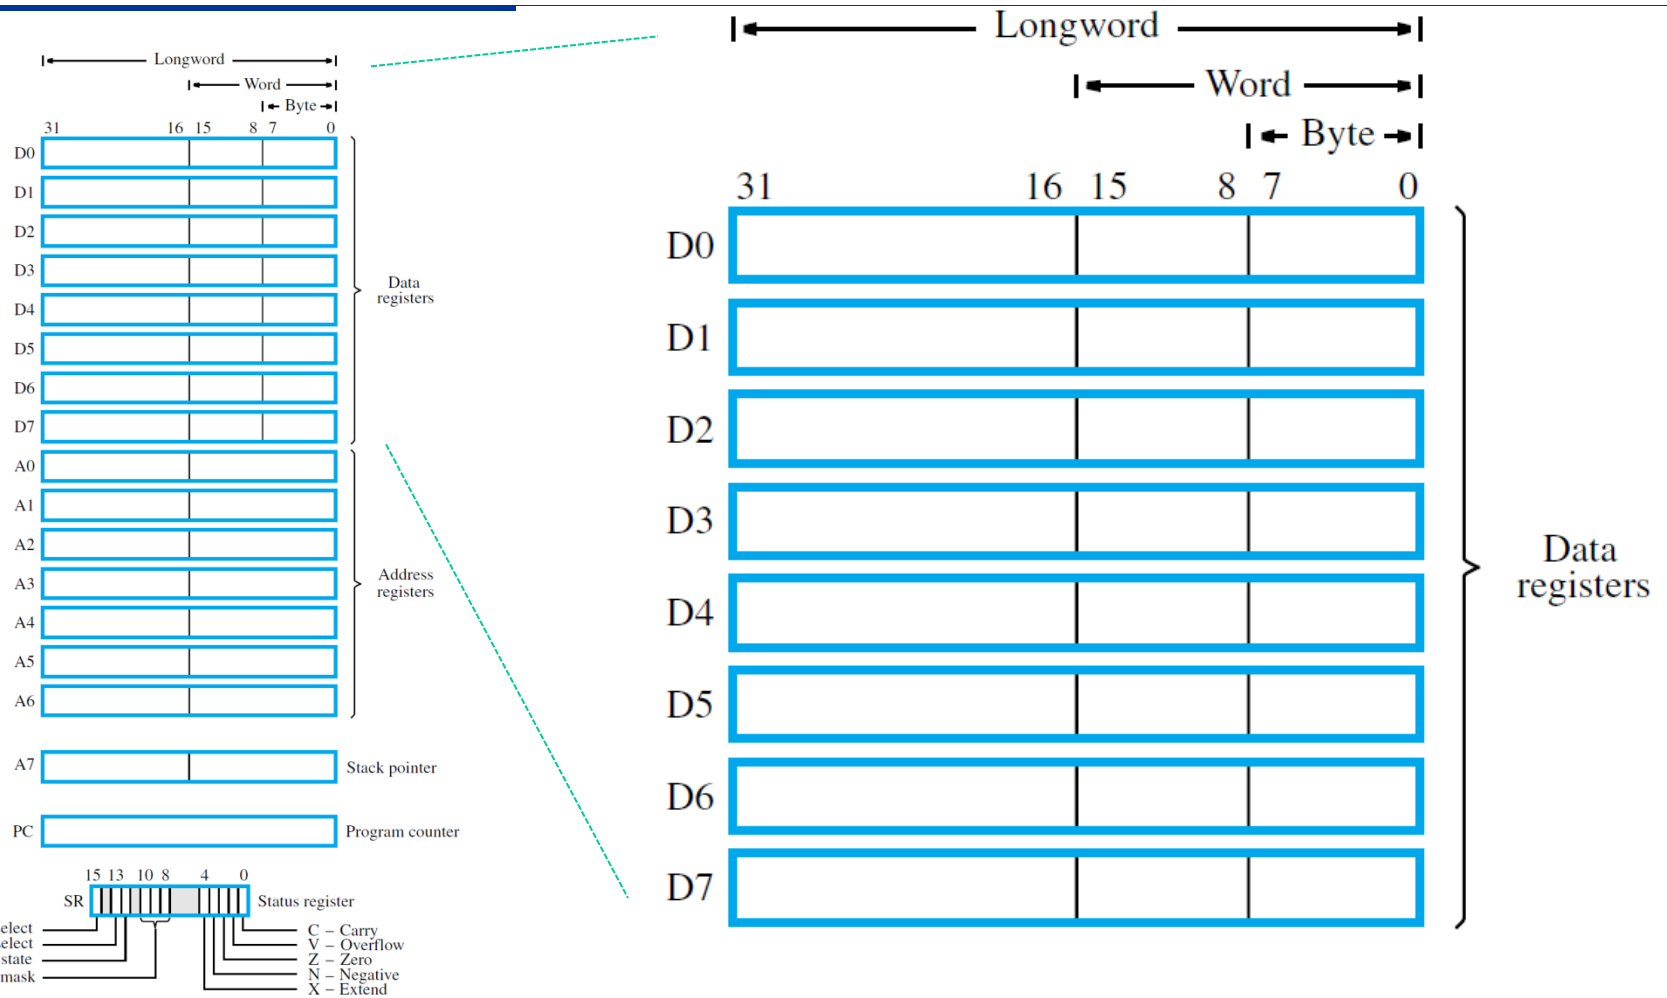 Longword
Word
Byte
31 16 15 8 7 0
D0
D1
D2
D3
D4
D5
D6
D7
Data
registers
A0
A1
A2
A3
A4
A5
A6
Address
registers
A7 Stack pointer
PC Program counter
15 13 10 8 4 0
SR Status register
elect
elect
state
mask
C – Carry
V – Overflow
Z – Zero
N – Negative
X – Extend
Longword
Word
Byte
31 16 15 8 7 0
D0
D1
D2
D3
D4
D5
D6
D7
Data
registers